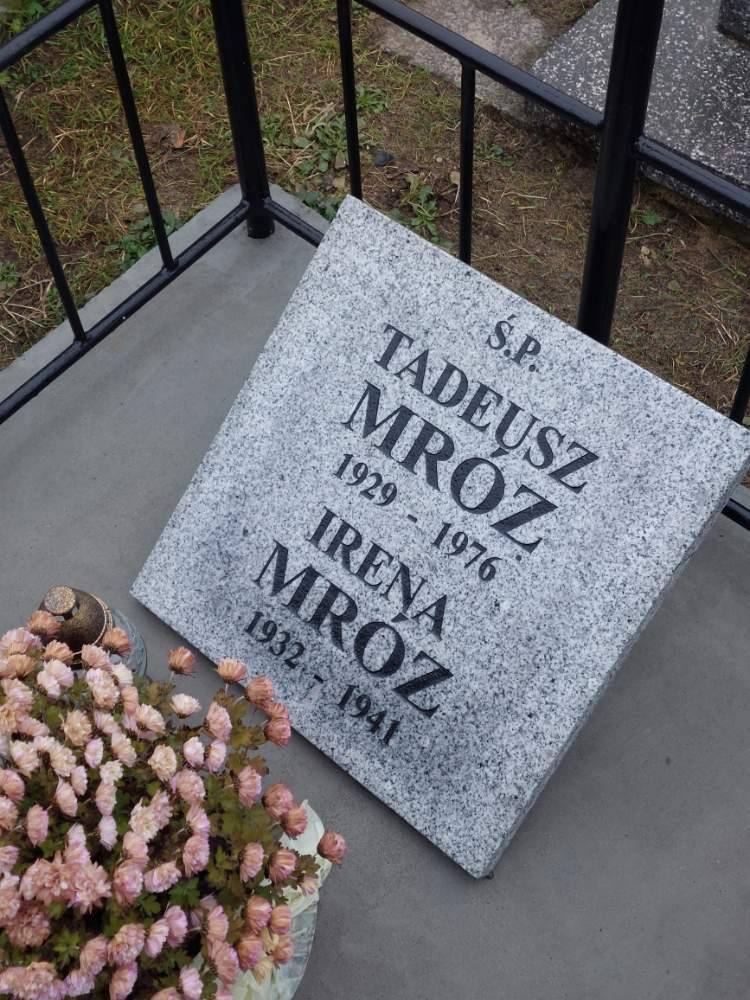 Ś.P.
TADEUSZ
MRÓZ
1929 - 1976
IRENA
MRÓZ
1932 - 1941